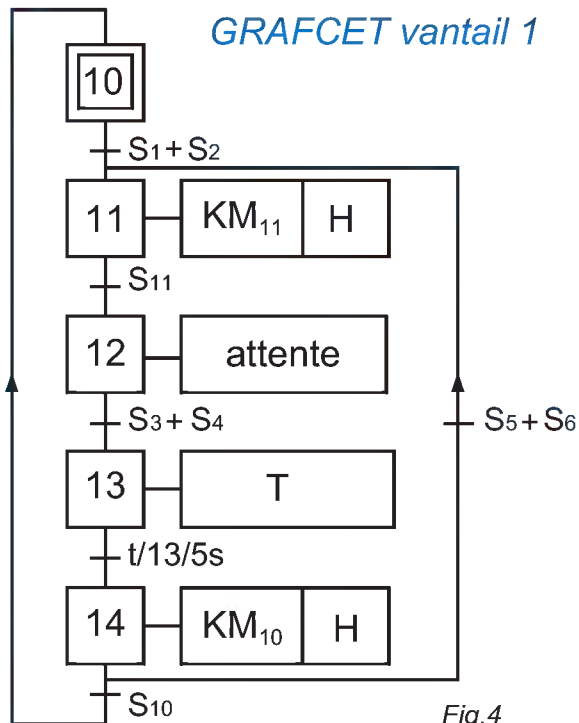 GRAFCET vantail 1
10
S1 + S2
11 KM11 H
S11
12 attente
S3 + S4 S5 + S6
13 T
t/13/5s
14 KM10 H
S10
Fig.4